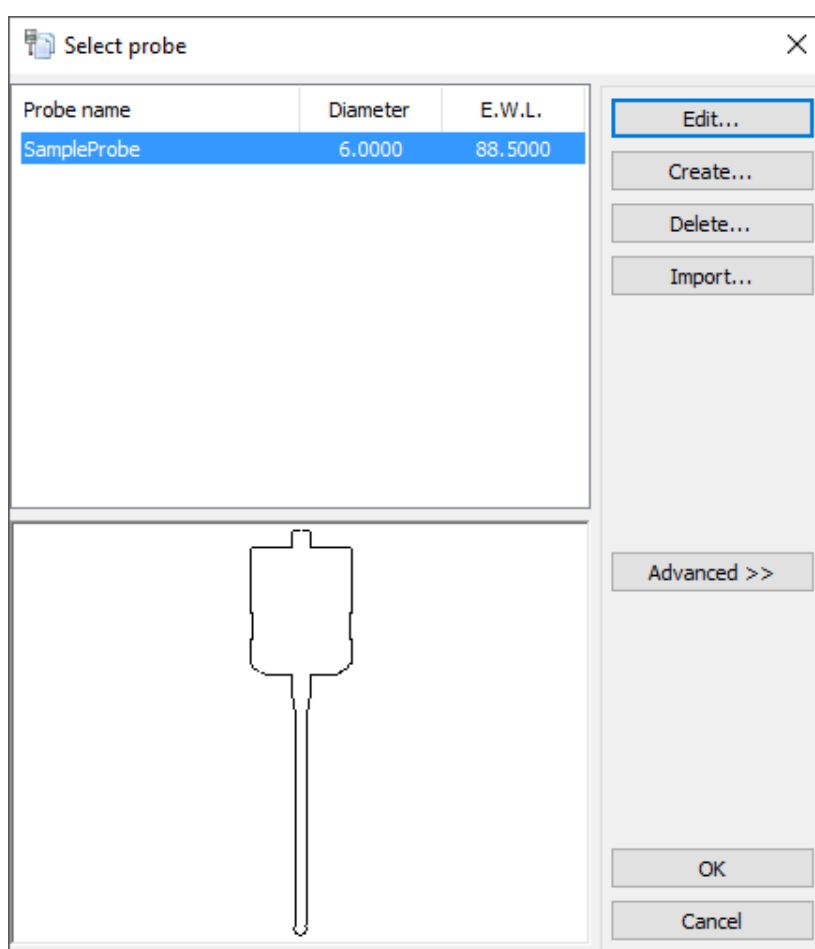 Select probe
Probe name Diameter E.W.L.
SampleProbe 6.0000 88.5000
Edit...
Create...
Delete...
Import...
Advanced >>
OK
Cancel